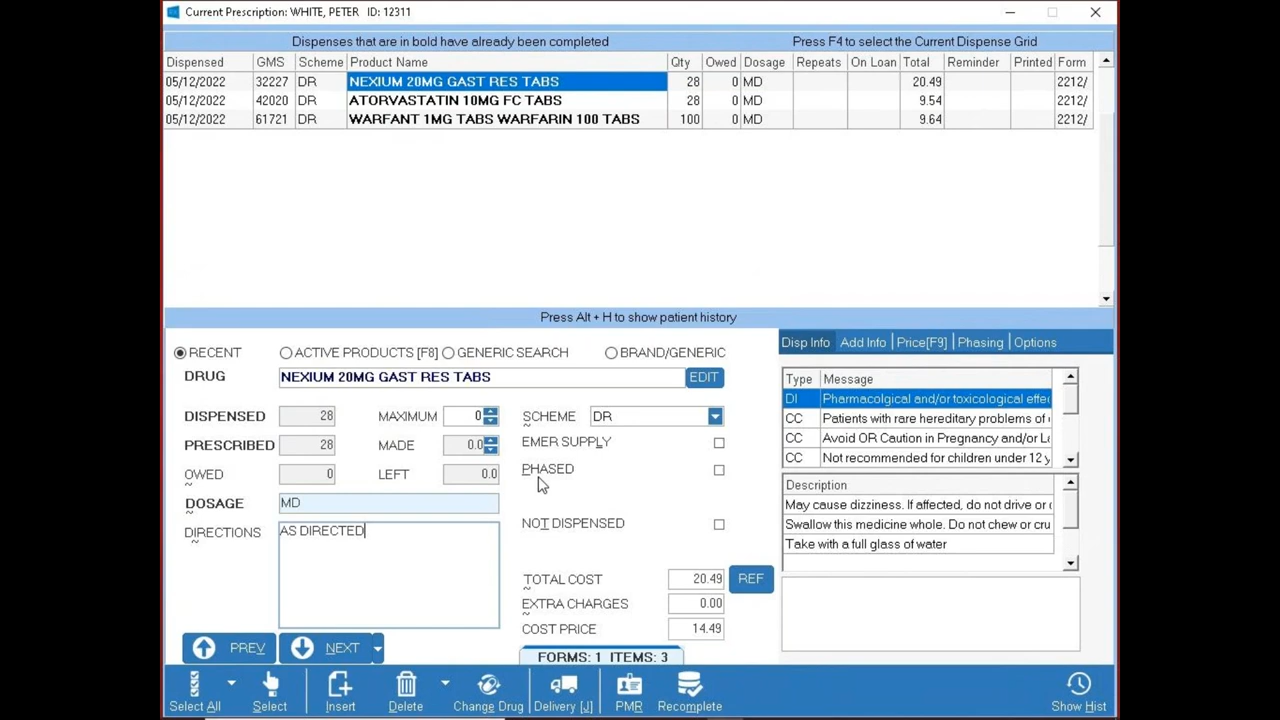 Current Prescription: WHITE, PETER ID: 12311
Dispenses that are in bold have already been completed Press F4 to select the Current Dispense Grid
Dispensed GMS Scheme Product Name Qty Owed Dosage Repeats On Loan Total Reminder Printed Form
05/12/2022 32227 DR NEXIUM 20MG GAST RES TABS 28 0 MD 20.49 2212/
05/12/2022 42020 DR ATORVASTATIN 10MG FC TABS 28 0 MD 9.54 2212/
05/12/2022 61721 DR WARFANT 1MG TABS WARFARIN 100 TABS 100 0 MD 9.64 2212/
Press Alt + H to show patient history
RECENT ACTIVE PRODUCTS [F8] GENERIC SEARCH BRAND/GENERIC
DRUG NEXIUM 20MG GAST RES TABS EDIT
DISPENSED 28 MAXIMUM 0 SCHEME DR
PRESCRIBED 28 MADE 0.0 EMER SUPPLY
OWED 0 LEFT 0.0 PHASED
DOSAGE MD
DIRECTIONS AS DIRECTED NOT DISPENSED
TOTAL COST 20.49 REF
EXTRA CHARGES 0.00
COST PRICE 14.49
PREV NEXT
FORMS: 1 ITEMS: 3
Disp Info Add Info Price[F9] Phasing Options
Type Message
DI Pharmacolgical and/or toxicological effe
CC Patients with rare hereditary problems of
CC Avoid OR Caution in Pregnancy and/or L
CC Not recommended for children under 12 y
Description
May cause dizziness. If affected, do not drive or
Swallow this medicine whole. Do not chew or cru
Take with a full glass of water
Select All Select Insert Delete Change Drug Delivery [J] PMR Recomplete Show Hist